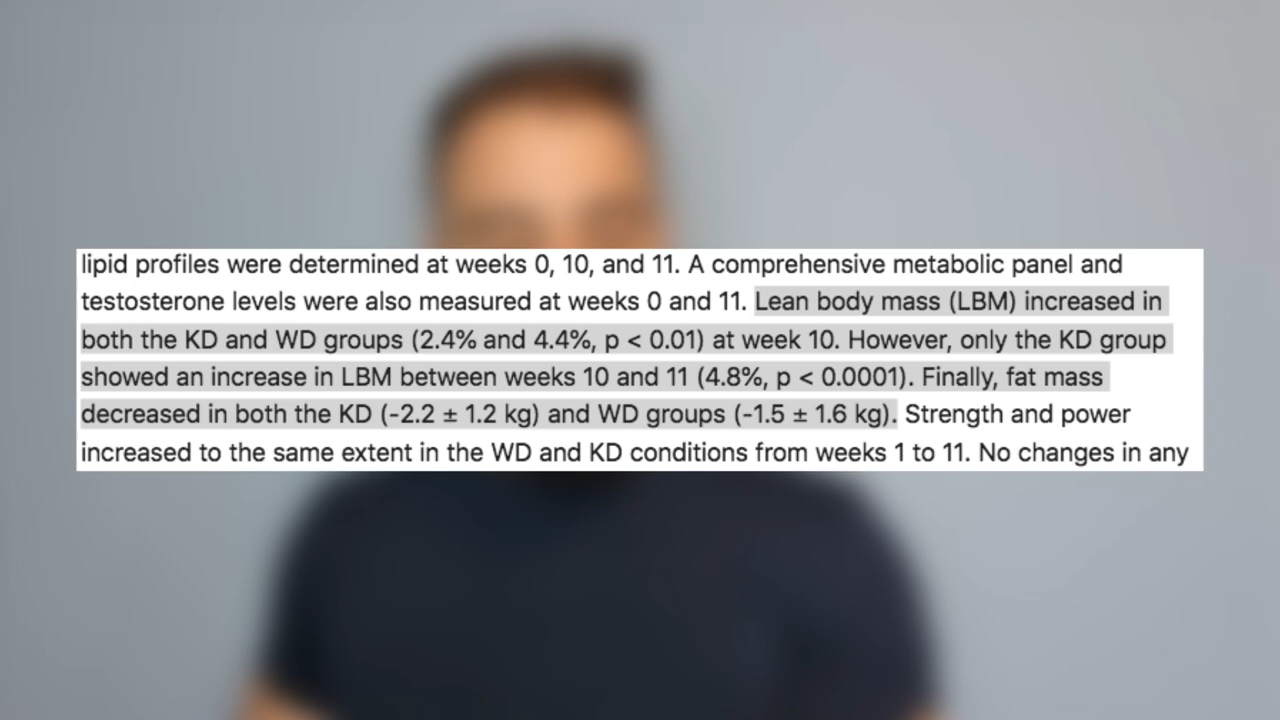 lipid profiles were determined at weeks 0, 10, and 11. A comprehensive metabolic panel and
testosterone levels were also measured at weeks 0 and 11. Lean body mass (LBM) increased in
both the KD and WD groups (2.4% and 4.4%, p < 0.01) at week 10. However, only the KD group
showed an increase in LBM between weeks 10 and 11 (4.8%, p < 0.0001). Finally, fat mass
decreased in both the KD (-2.2 ± 1.2 kg) and WD groups (-1.5 ± 1.6 kg). Strength and power
increased to the same extent in the WD and KD conditions from weeks 1 to 11. No changes in any